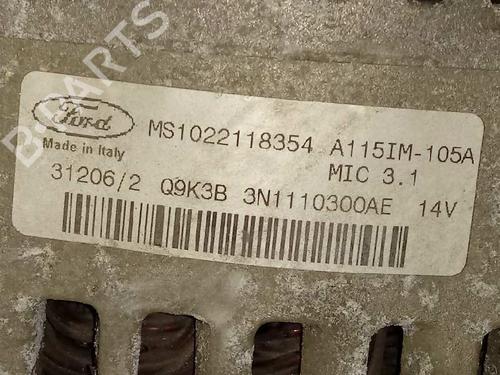 B-PARTS
Ford
MS1022118354 A115IM-105A
Made in Italy
MIC 3.1
31206/2 Q9K3B 3N1110300AE 14V